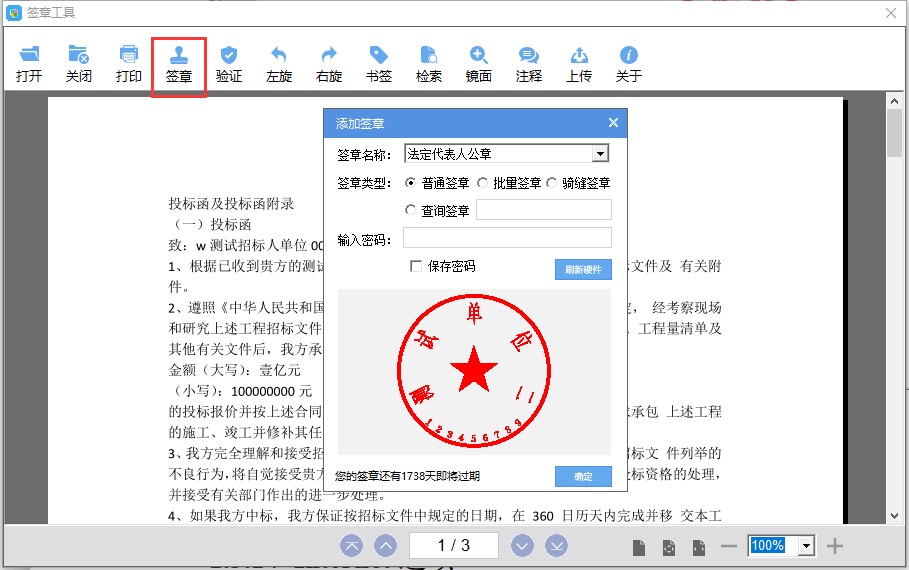 签章工具
打开 关闭 打印 签章 验证 左旋 右旋 书签 检索 镜面 注释 上传 关于
添加签章
签章名称： 法定代表人公章
签章类型： 普通签章 批量签章 骑缝签章
查询签章
输入密码：
保存密码 刷新硬件
测试单位二
123456789
您的签章还有1738天即将过期 确定
投标函及投标函附录
（一）投标函
致：w 测试招标人单位 00
1、根据已收到贵方的测试 标文件及 有关附
件。
2、遵照《中华人民共和国 定， 经考察现场
和研究上述工程招标文件 、工程量清单及
其他有关文件后，我方承
金额（大写）：壹亿元
（小写）：100000000 元
的投标报价并按上述合同 承包 上述工程
的施工、竣工并修补其任
3、我方完全理解和接受招 招标文 件列举的
不良行为，将自觉接受贵方 投标资格的处理，
并接受有关部门作出的进一步处理。
4、如果我方中标，我方保证按招标文件中规定的日期，在 360 日历天内完成并移 交本工
1 / 3
100%